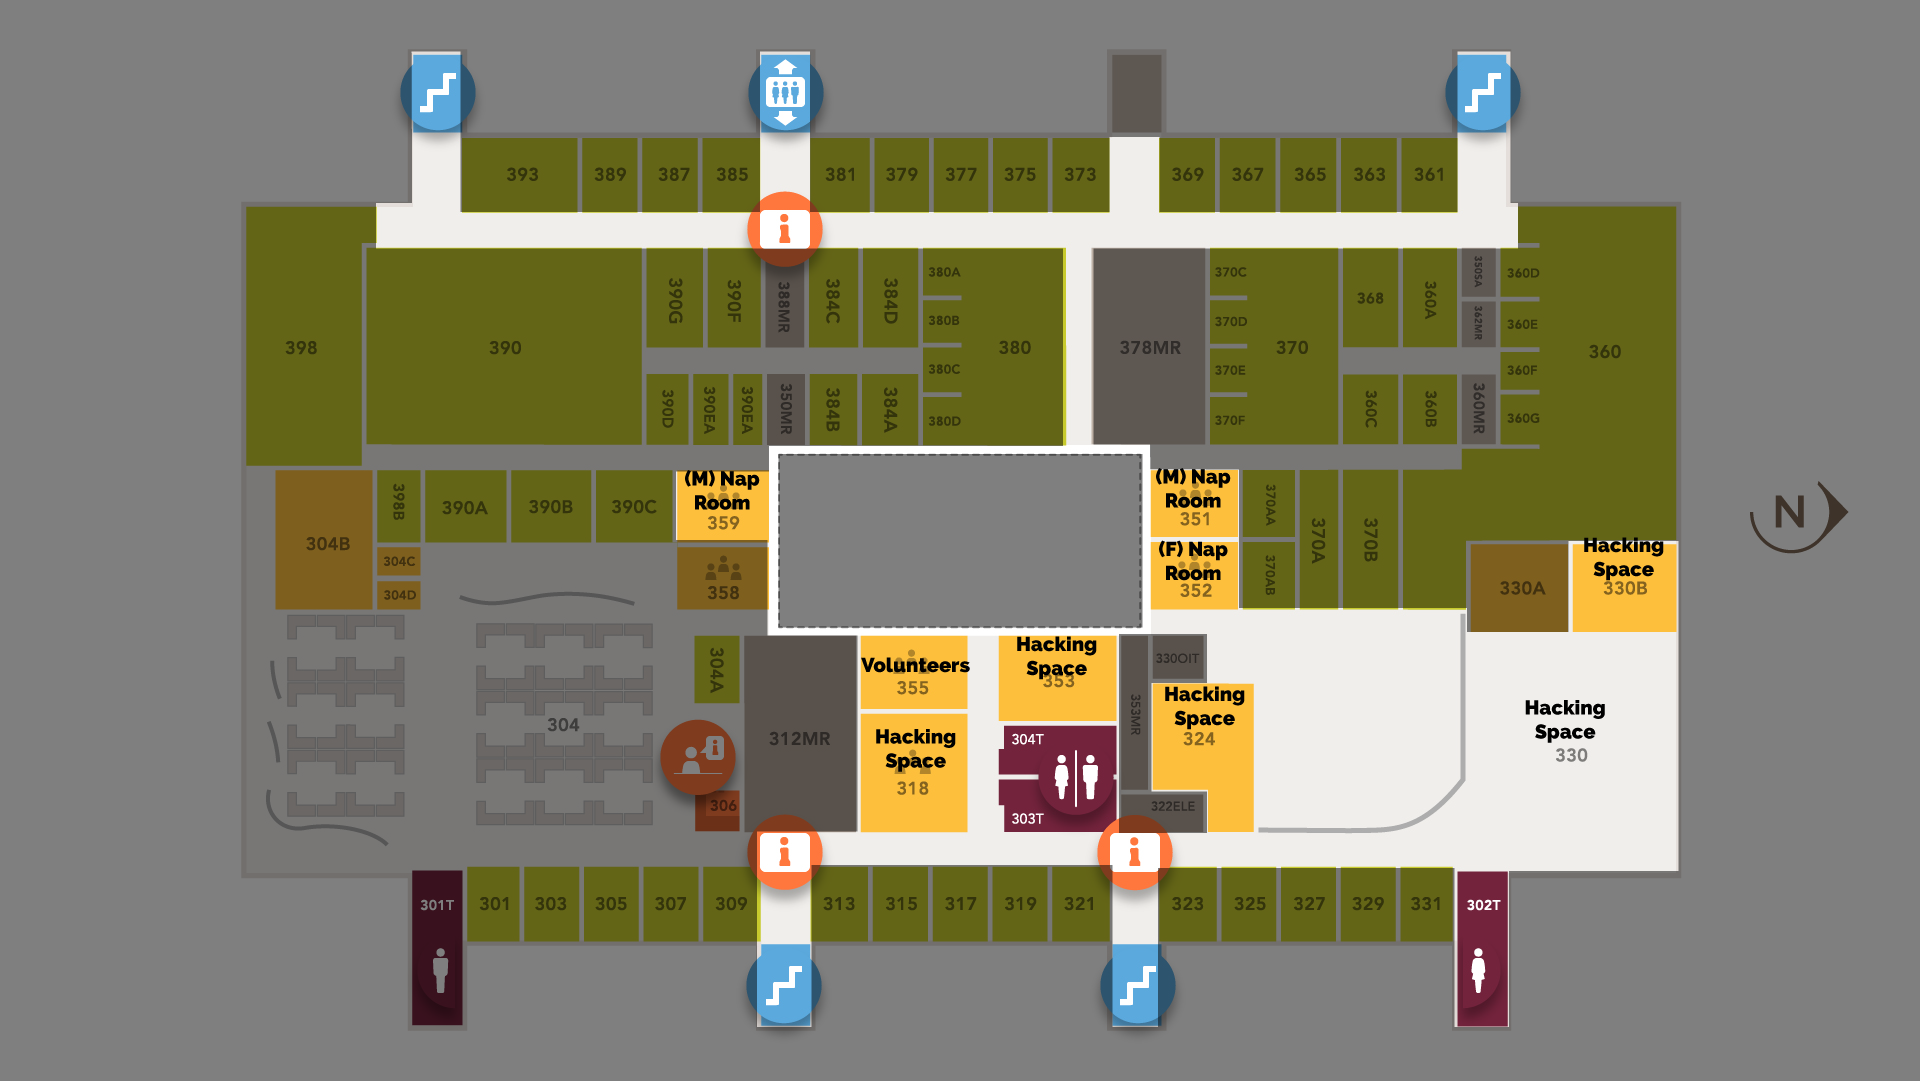 393
389
387
385
381
379
377
375
373
369
367
365
363
361
398
390
390G
390F
388MR
384C
384D
380A
380B
380C
380D
380
378MR
370C
370D
370E
370F
370
368
360A
350SA
362MR
360D
360E
360F
360G
360
390D
390EA
390EA
350MR
384B
384A
360C
360B
360MR
304B
398B
304C
304D
390A
390B
390C
(M) Nap
Room
359
358
(M) Nap
Room
351
(F) Nap
Room
352
370AA
370AB
370A
370B
330A
Hacking
Space
330B
N
304
304A
306
312MR
Volunteers
355
Hacking
Space
318
Hacking
Space
353
304T
303T
353MR
330OIT
Hacking
Space
324
322ELE
Hacking
Space
330
301T
301
303
305
307
309
313
315
317
319
321
323
325
327
329
331
302T